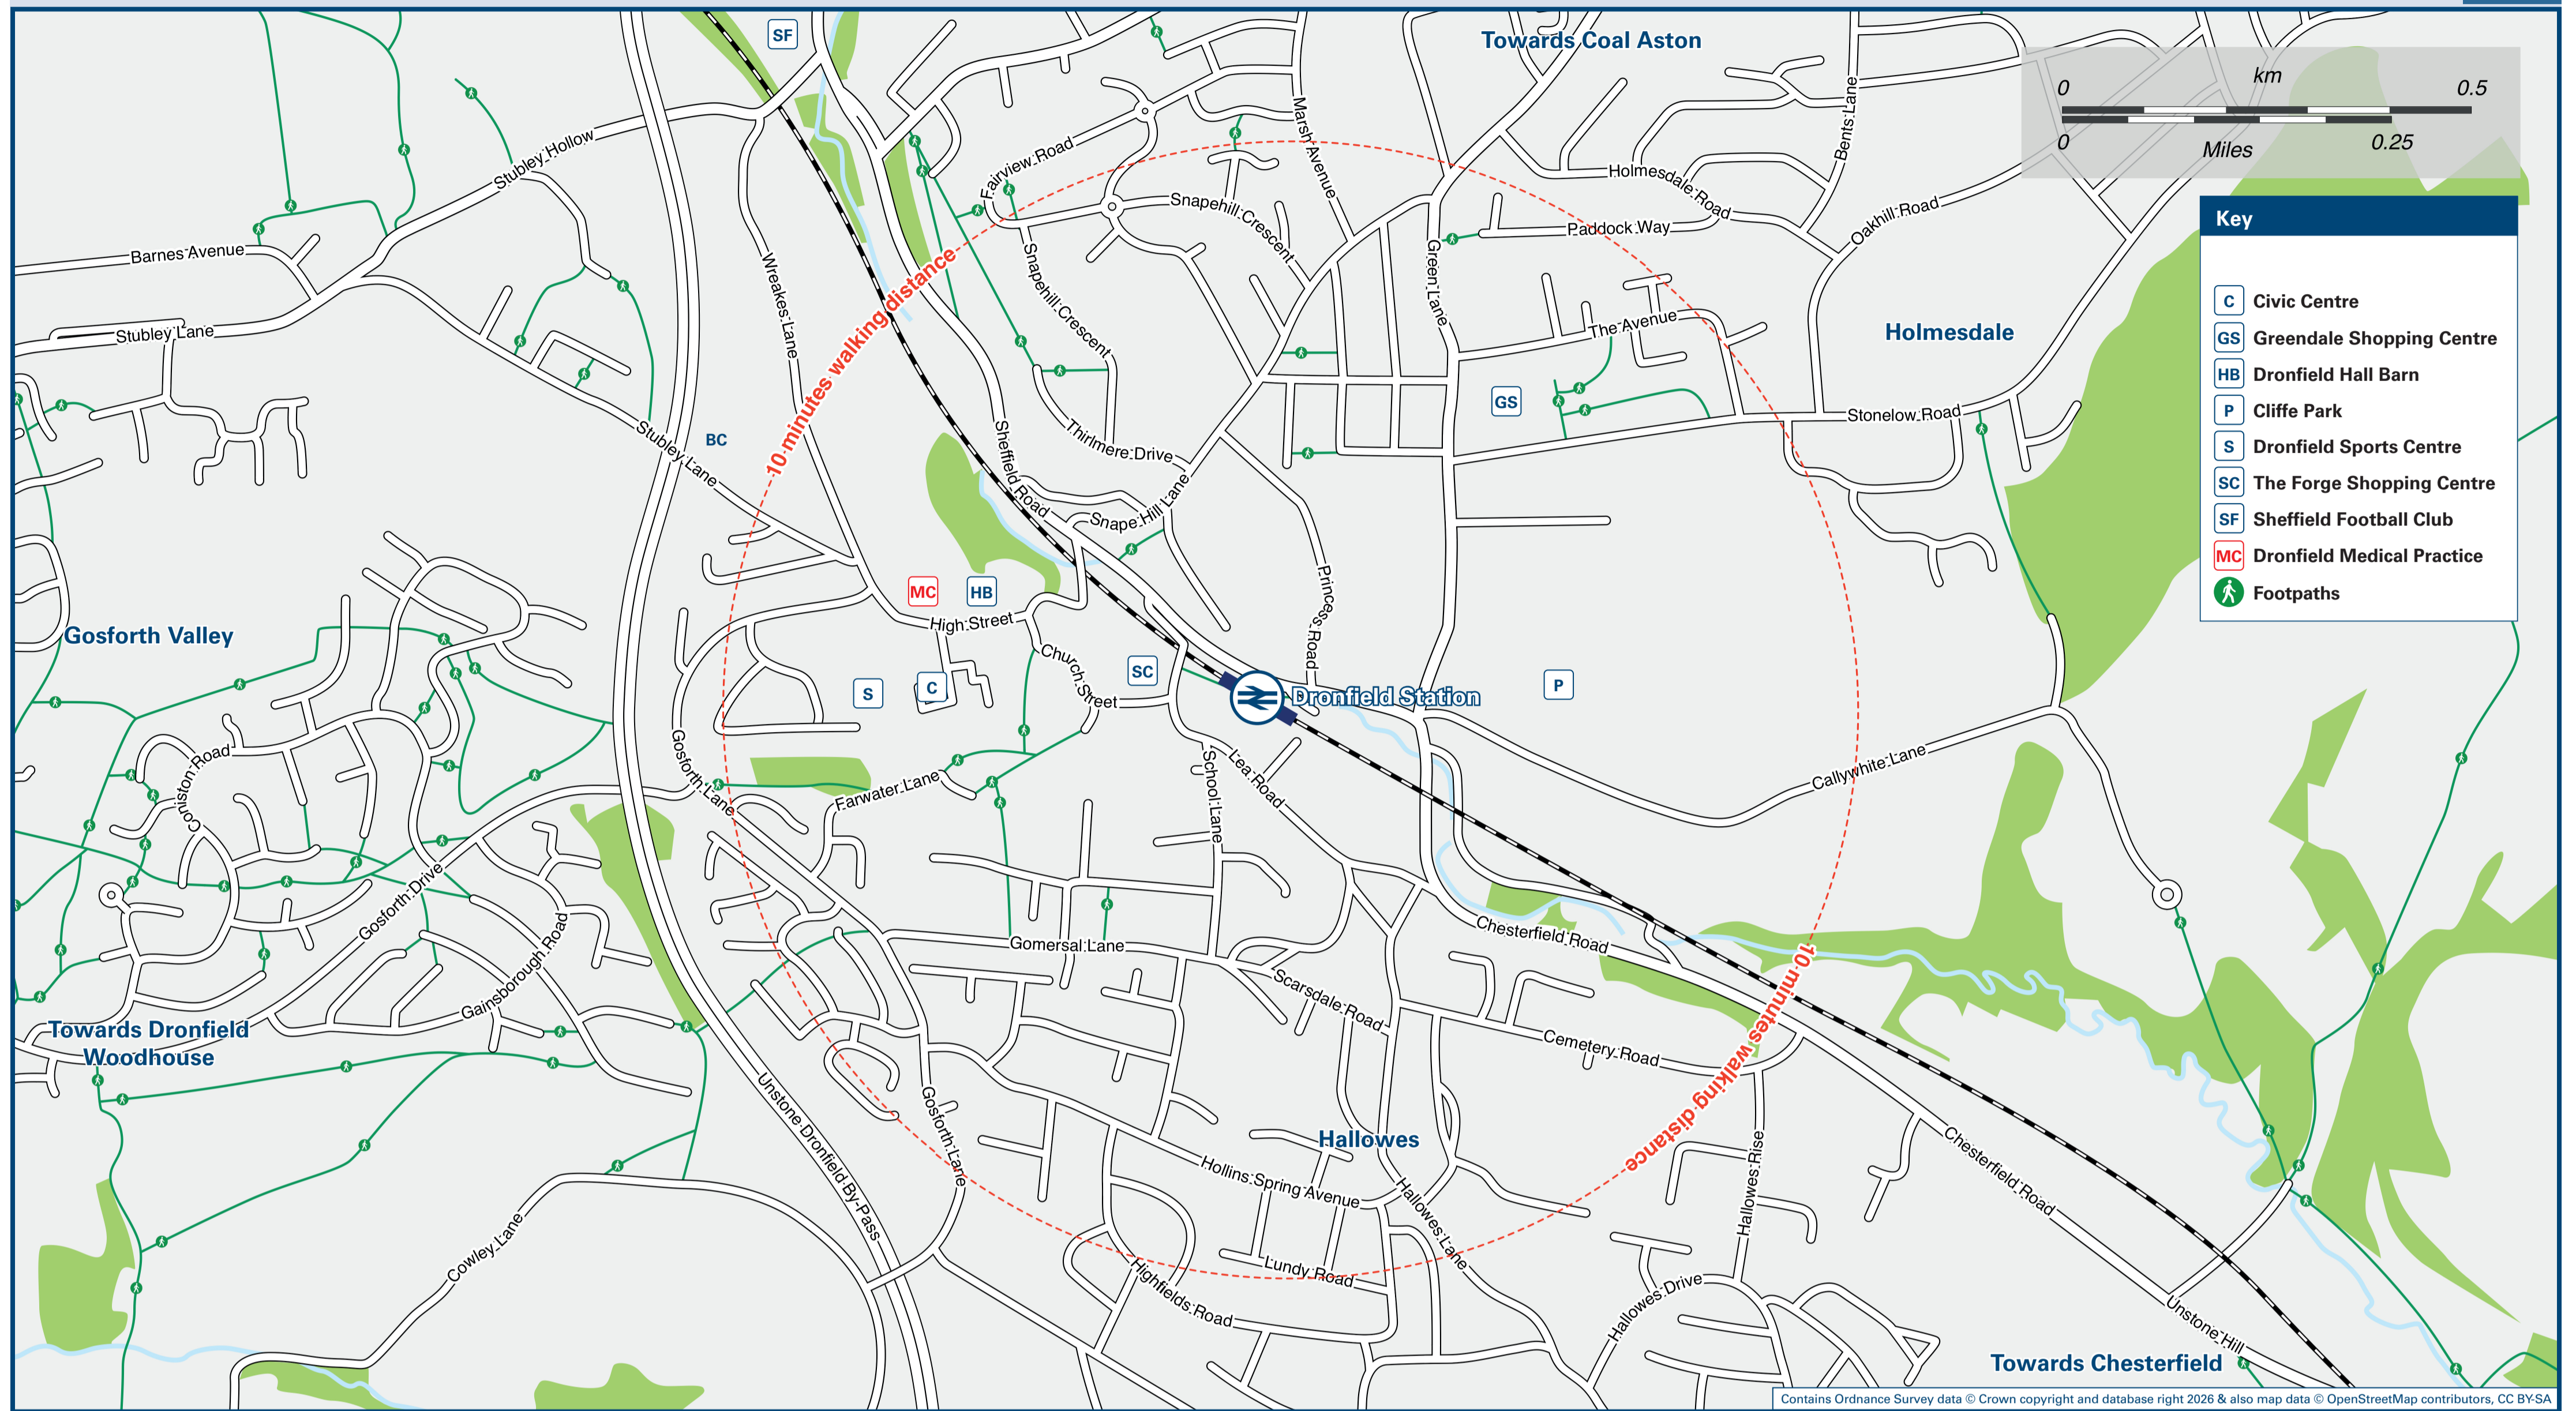 SF
Towards Coal Aston
km
0
0.5
0
Miles
0.25
Stubley Hollow
Fairview Road
Marsh Avenue
Bents Lane
Holmesdale Road
Snapehill Crescent
Paddock Way
Oakhill Road
Barnes Avenue
Wreakes Lane
10 minutes walking distance
Snapehill Crescent
Green Lane
Stubley Lane
The Avenue
Holmesdale
Key
C Civic Centre
GS Greendale Shopping Centre
HB Dronfield Hall Barn
P Cliffe Park
S Dronfield Sports Centre
SC The Forge Shopping Centre
SF Sheffield Football Club
MC Dronfield Medical Practice
Footpaths
GS
Stonelow Road
BC
Stubley Lane
Sheffield Road
Thirlmere Drive
Snape Hill Lane
MC
HB
High Street
Princess Road
Gosforth Valley
Church Street
SC
S
C
Dronfield Station
P
Coniston Road
Gosforth Lane
Farwater Lane
School Lane
Lea Road
Callywhite Lane
Gosforth Drive
Gainsborough Road
Gomersal Lane
Chesterfield Road
Scarsdale Road
Cemetery Road
10 minutes walking distance
Towards Dronfield
Woodhouse
Unstone Dronfield By-Pass
Gosforth Lane
Hallowes
Hollins Spring Avenue
Hallowes Lane
Hallowes Rise
Chesterfield Road
Cowley Lane
Lundy Road
Highfields Road
Hallowes Drive
Unstone Hill
Towards Chesterfield
Contains Ordnance Survey data © Crown copyright and database right 2026 & also map data © OpenStreetMap contributors, CC BY-SA